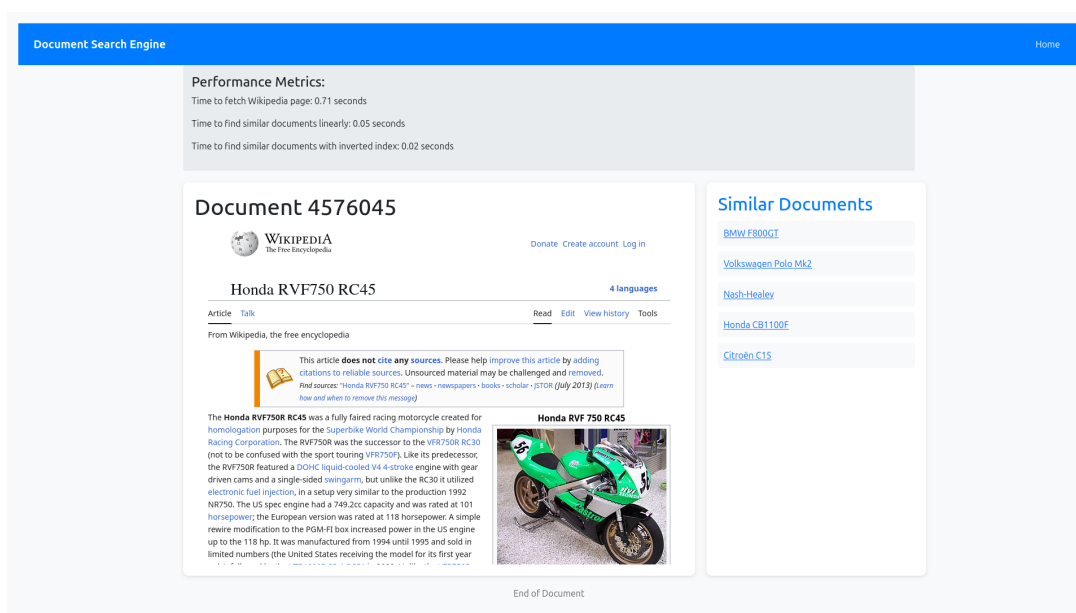 Document Search Engine
Home
Performance Metrics:
Time to fetch Wikipedia page: 0.71 seconds
Time to find similar documents linearly: 0.05 seconds
Time to find similar documents with inverted index: 0.02 seconds
Document 4576045
WIKIPEDIA
The Free Encyclopedia
Donate Create account Log in
Honda RVF750 RC45
4 languages
Article Talk
Read Edit View history Tools
From Wikipedia, the free encyclopedia
This article does not cite any sources. Please help improve this article by adding
citations to reliable sources. Unsourced material may be challenged and removed.
Find sources: "Honda RVF750 RC45" – news · newspapers · books · scholar · JSTOR (July 2013) (Learn
how and when to remove this message)
The Honda RVF750R RC45 was a fully faired racing motorcycle created for
homologation purposes for the Superbike World Championship by Honda
Racing Corporation. The RVF750R was the successor to the VFR750R RC30
(not to be confused with the sport touring VFR750F). Like its predecessor,
the RVF750R featured a DOHC liquid-cooled V4 4-stroke engine with gear
driven cams and a single-sided swingarm, but unlike the RC30 it utilized
electronic fuel injection, in a setup very similar to the production 1992
NR750. The US spec engine had a 749.2cc capacity and was rated at 101
horsepower; the European version was rated at 118 horsepower. A simple
rewire modification to the PGM-FI box increased power in the US engine
up to the 118 hp. It was manufactured from 1994 until 1995 and sold in
limited numbers (the United States receiving the model for its first year
Honda RVF 750 RC45
Castrol
Similar Documents
BMW F800GT
Volkswagen Polo Mk2
Nash-Healey
Honda CB1100F
Citroën C15
End of Document